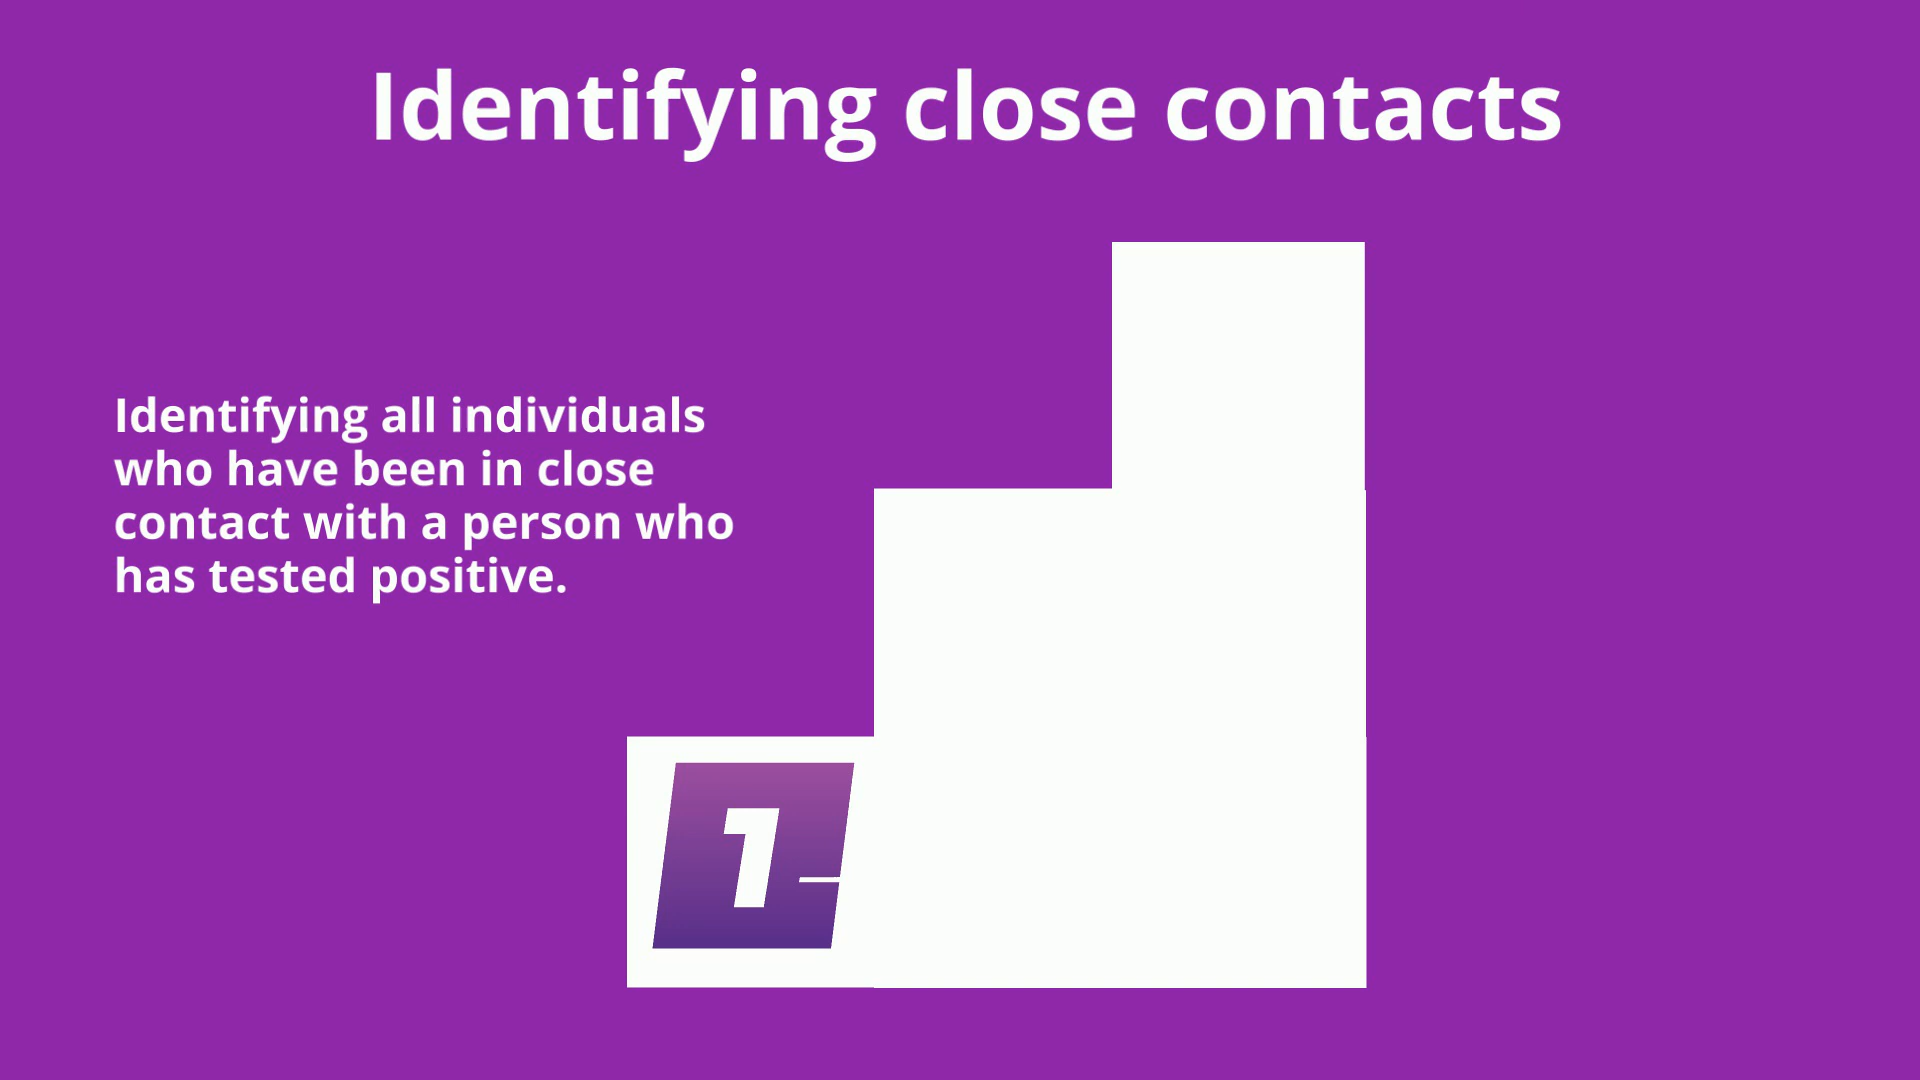 Identifying close contacts
Identifying all individuals
who have been in close
contact with a person who
has tested positive.
1